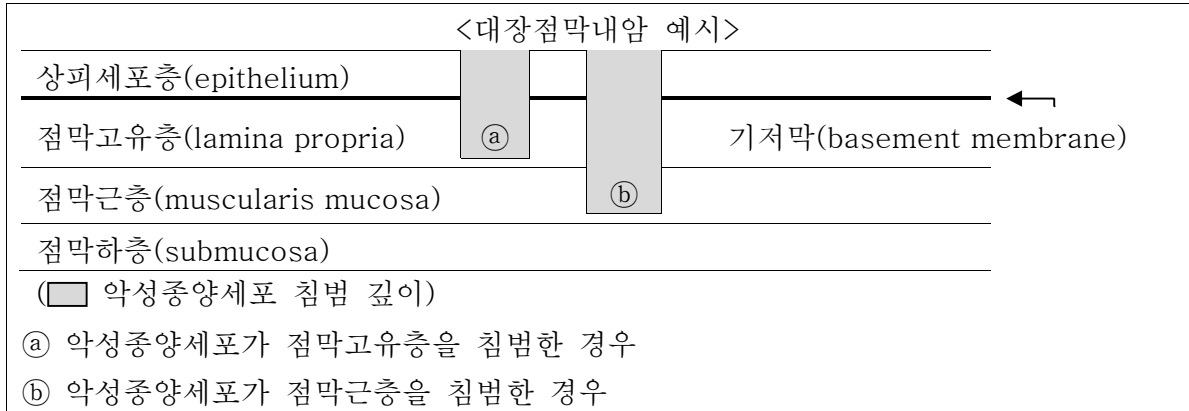 <대장점막내암 예시>
상피세포층(epithelium)
점막고유층(lamina propria) ⓐ 기저막(basement membrane)
점막근층(muscularis mucosa) ⓑ
점막하층(submucosa)
( 악성종양세포 침범 깊이)
ⓐ 악성종양세포가 점막고유층을 침범한 경우
ⓑ 악성종양세포가 점막근층을 침범한 경우